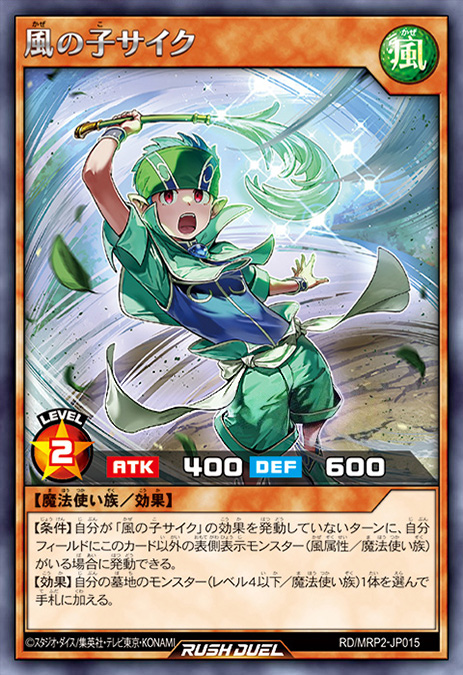 風の子サイク
風
LEVEL
2
ATK 400 DEF 600
【魔法使い族／効果】
【条件】自分が「風の子サイク」の効果を発動していないターンに、自分
フィールドにこのカード以外の表側表示モンスター（風属性／魔法使い族）
がいる場合に発動できる。
【効果】自分の墓地のモンスター（レベル4以下／魔法使い族）1体を選んで
手札に加える。
©スタジオ・ダイス/集英社・テレビ東京・KONAMI
RUSH DUEL
RD/MRP2-JP015